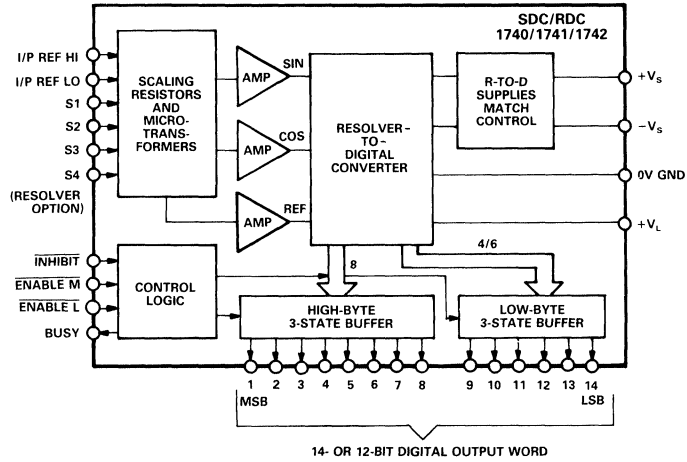 SDC/RDC
1740/1741/1742
I/P REF HI
I/P REF LO
S1
S2
S3
S4
(RESOLVER
OPTION)
SCALING
RESISTORS
AND
MICRO-
TRANS-
FORMERS
AMP
SIN
AMP
COS
AMP
REF
RESOLVER-
TO-
DIGITAL
CONVERTER
R-TO-D
SUPPLIES
MATCH
CONTROL
+VS
-VS
0V GND
+VL
4/6
8
INHIBIT
ENABLE M
ENABLE L
BUSY
CONTROL
LOGIC
HIGH-BYTE
3-STATE BUFFER
LOW-BYTE
3-STATE BUFFER
1 2 3 4 5 6 7 8 9 10 11 12 13 14
MSB LSB
14- OR 12-BIT DIGITAL OUTPUT WORD